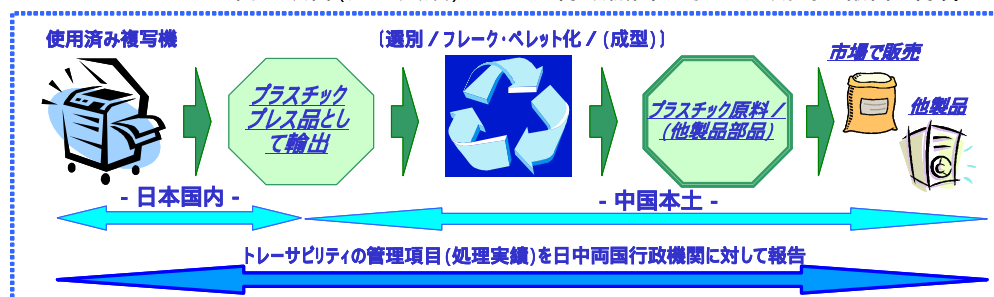 使用済み複写機
〔選別／フレーク・ペレット化／(成型)〕
市場で販売
プラスチック
プレス品とし
て輸出
プラスチック原料／
(他製品部品)
他製品
- 日本国内 -
- 中国本土 -
トレーサビリティの管理項目(処理実績)を日中両国行政機関に対して報告